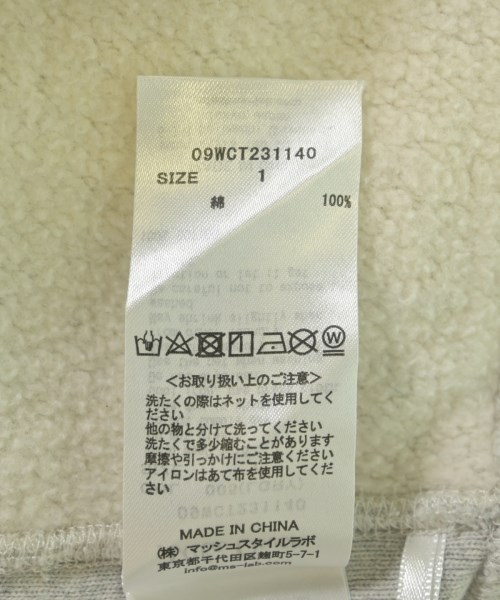 09WCT231140
SIZE 1
綿 100%
W
<お取り扱い上のご注意>
洗たくの際はネットを使用してく
ださい
他の物と分けて洗ってください
洗たくで多少縮むことがあります
摩擦や引っかけにご注意ください
アイロンはあて布を使用してくだ
さい
MADE IN CHINA
(株) マッシュスタイルラボ
東京都千代田区麹町5-7-1
info@ms-lab.com